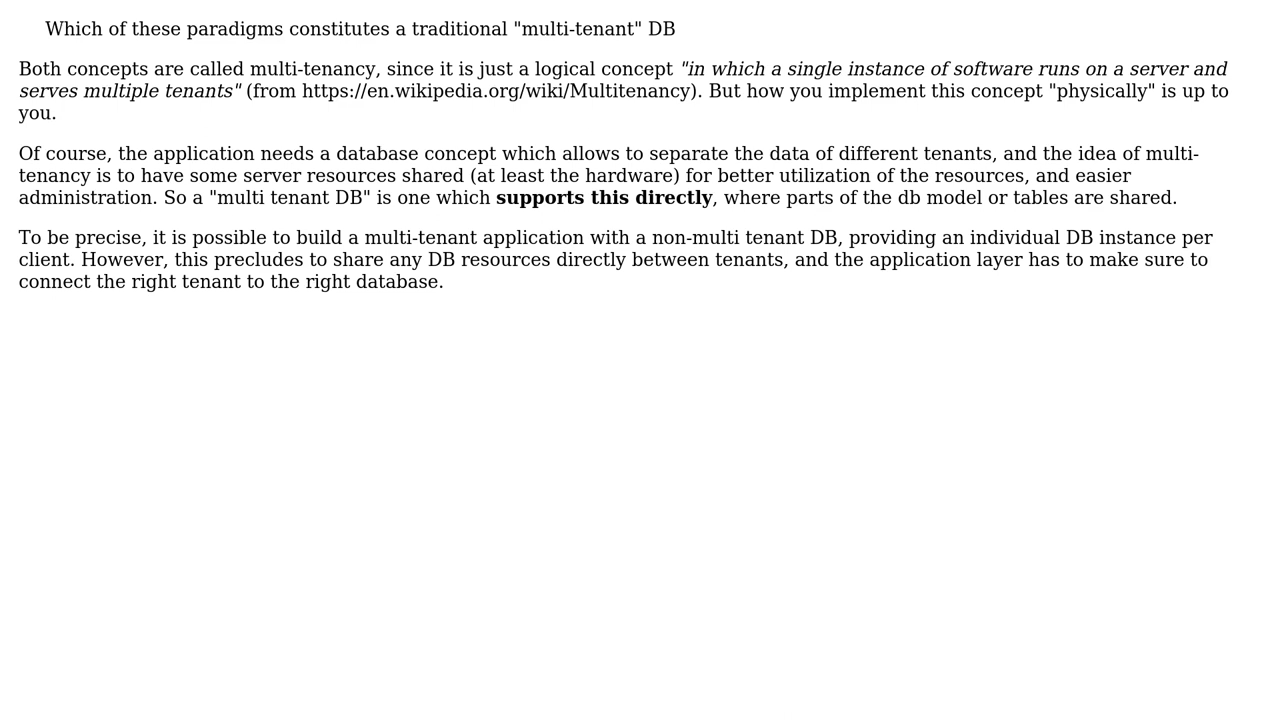 Which of these paradigms constitutes a traditional "multi-tenant" DB
Both concepts are called multi-tenancy, since it is just a logical concept "in which a single instance of software runs on a server and
serves multiple tenants" (from https://en.wikipedia.org/wiki/Multitenancy). But how you implement this concept "physically" is up to
you.
Of course, the application needs a database concept which allows to separate the data of different tenants, and the idea of multi-
tenancy is to have some server resources shared (at least the hardware) for better utilization of the resources, and easier
administration. So a "multi tenant DB" is one which supports this directly, where parts of the db model or tables are shared.
To be precise, it is possible to build a multi-tenant application with a non-multi tenant DB, providing an individual DB instance per
client. However, this precludes to share any DB resources directly between tenants, and the application layer has to make sure to
connect the right tenant to the right database.